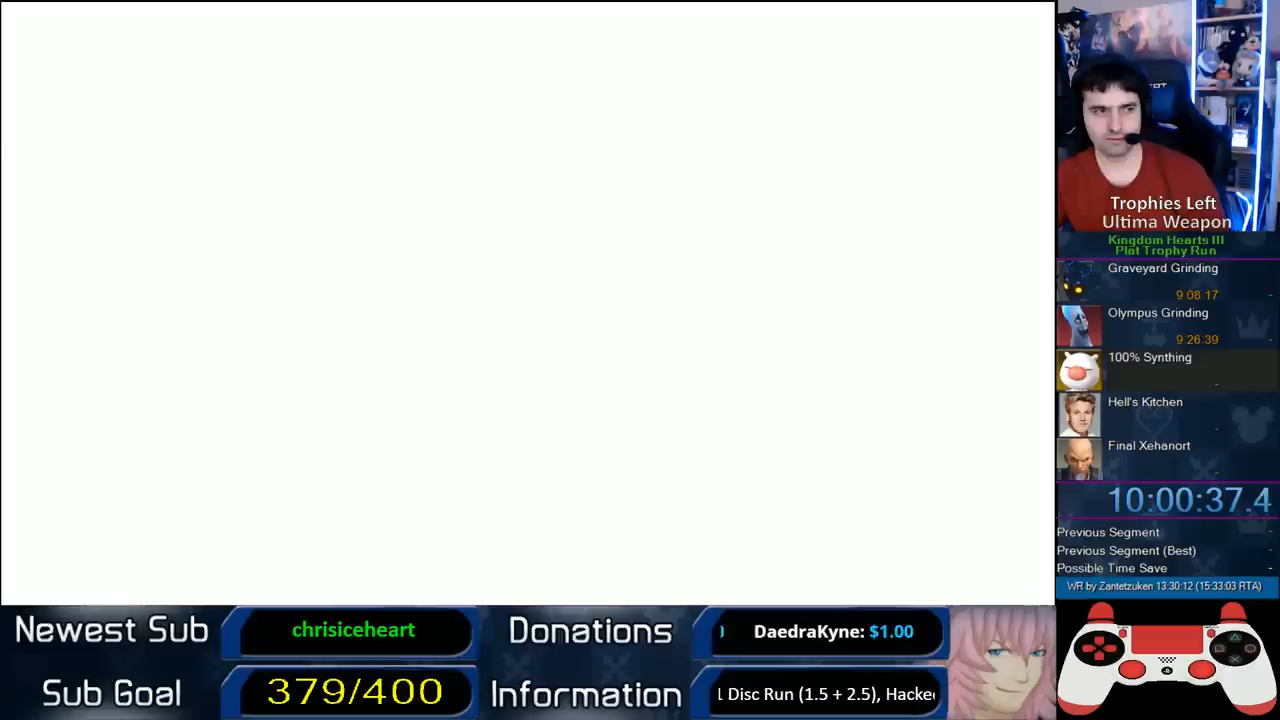 Trophies Left
Ultima Weapon
Kingdom Hearts III
Plat Trophy Run
Graveyard Grinding
9:08:17 -
Olympus Grinding
9:26:39 -
100% Synthing
-
Hell's Kitchen
-
Final Xehanort
-
10:00:37.4
Previous Segment -
Previous Segment (Best) -
Possible Time Save -
WR by Zantetzuken 13:30:12 (15:33:03 RTA)
Newest Sub
chrisiceheart
Donations
DaedraKyne: $1.00
Sub Goal
379/400
Information
Disc Run (1.5 + 2.5), Hacke